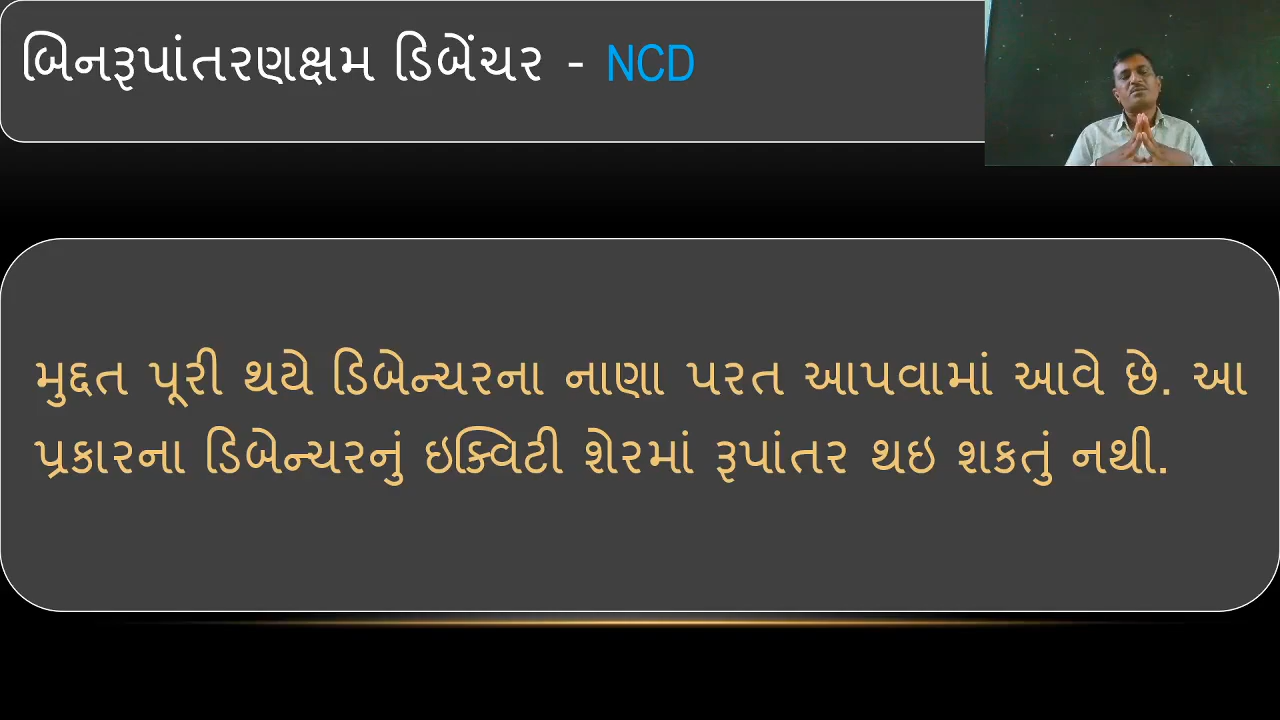 બિનરૂપાંતરણક્ષમ ડિબેંચર - NCD
મુદ્દત પૂરી થયે ડિબેન્ચરના નાણા પરત આપવામાં આવે છે. આ
પ્રકારના ડિબેન્ચરનું ઇક્વિટી શેરમાં રૂપાંતર થઇ શકતું નથી.